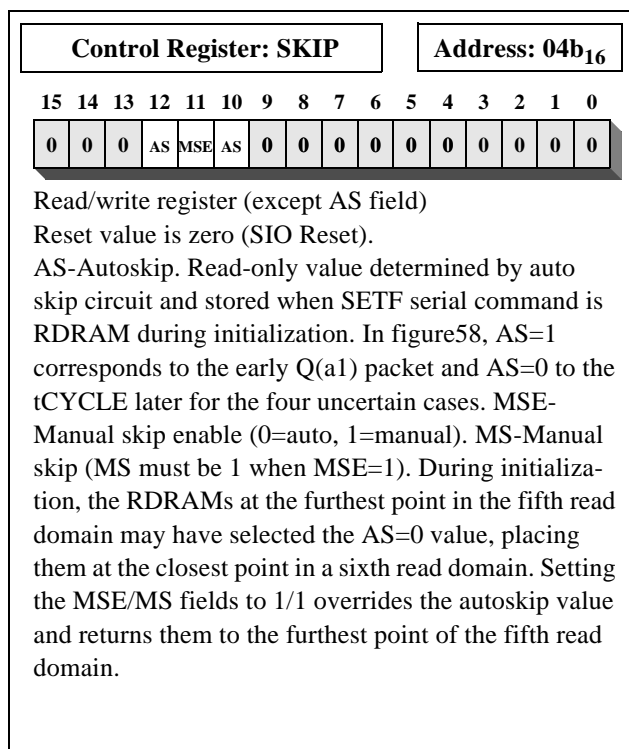 Control Register: SKIP Address: 04b16
15 14 13 12 11 10 9 8 7 6 5 4 3 2 1 0
0 0 0 AS MSE AS 0 0 0 0 0 0 0 0 0 0
Read/write register (except AS field)
Reset value is zero (SIO Reset).
AS-Autoskip. Read-only value determined by auto
skip circuit and stored when SETF serial command is
RDRAM during initialization. In figure58, AS=1
corresponds to the early Q(a1) packet and AS=0 to the
tCYCLE later for the four uncertain cases. MSE-
Manual skip enable (0=auto, 1=manual). MS-Manual
skip (MS must be 1 when MSE=1). During initializa-
tion, the RDRAMs at the furthest point in the fifth read
domain may have selected the AS=0 value, placing
them at the closest point in a sixth read domain. Setting
the MSE/MS fields to 1/1 overrides the autoskip value
and returns them to the furthest point of the fifth read
domain.